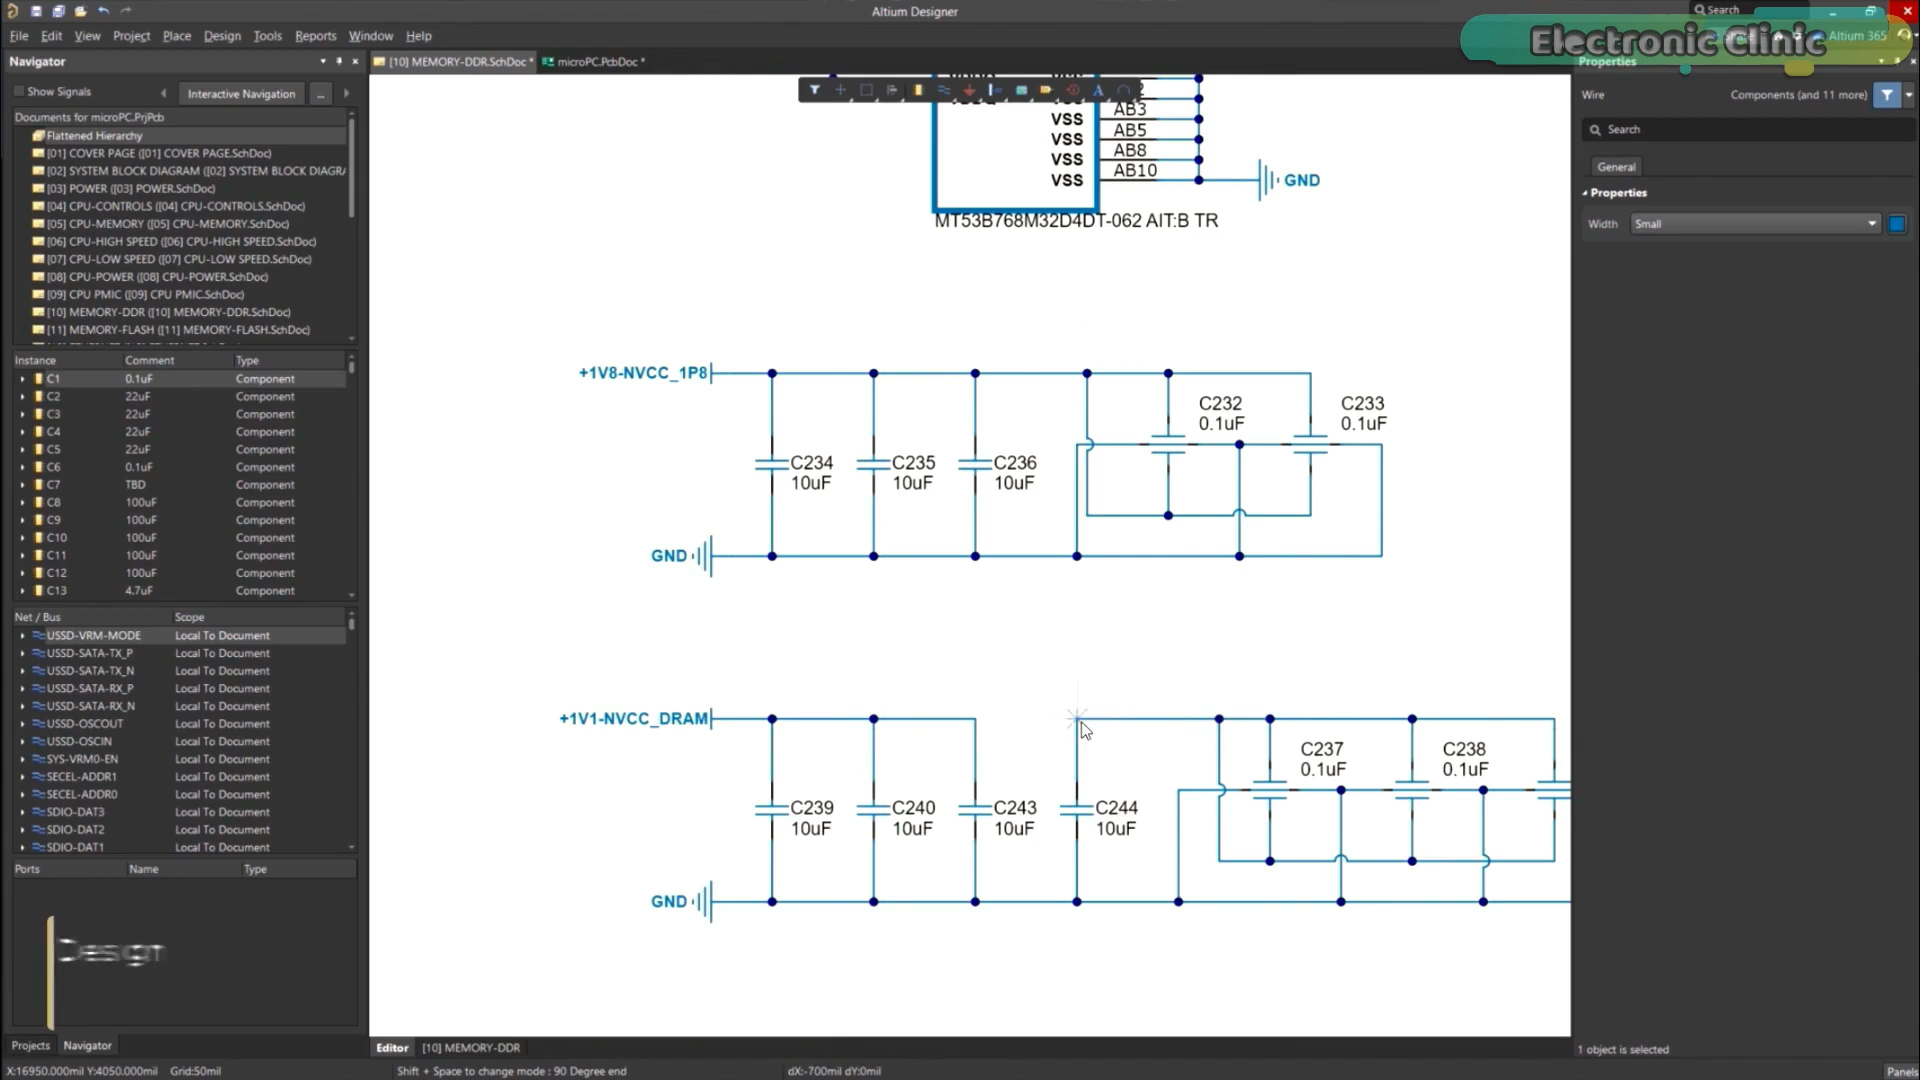 Altium Designer
Search
Electronic Clinic
Altium 365
File Edit View Project Place Design Tools Reports Window Help
Navigator
[10] MEMORY-DDR.SchDoc *
microPC.PcbDoc *
Properties
Show Signals
Interactive Navigation
...
Wire
Components (and 11 more)
Documents for microPC.PrjPcb
Search
Flattened Hierarchy
[01] COVER PAGE ([01] COVER PAGE.SchDoc)
[02] SYSTEM BLOCK DIAGRAM ([02] SYSTEM BLOCK DIAGRA
[03] POWER ([03] POWER.SchDoc)
[04] CPU-CONTROLS ([04] CPU-CONTROLS.SchDoc)
[05] CPU-MEMORY ([05] CPU-MEMORY.SchDoc)
[06] CPU-HIGH SPEED ([06] CPU-HIGH SPEED.SchDoc)
[07] CPU-LOW SPEED ([07] CPU-LOW SPEED.SchDoc)
[08] CPU-POWER ([08] CPU-POWER.SchDoc)
[09] CPU PMIC ([09] CPU PMIC.SchDoc)
[10] MEMORY-DDR ([10] MEMORY-DDR.SchDoc)
[11] MEMORY-FLASH ([11] MEMORY-FLASH.SchDoc)
General
Properties
Width Small
VSS AB3
VSS AB5
VSS AB8
VSS AB10
GND
MT53B768M32D4DT-062 AIT:B TR
Instance Comment Type
C1 0.1uF Component
C2 22uF Component
C3 22uF Component
C4 22uF Component
C5 22uF Component
C6 0.1uF Component
C7 TBD Component
C8 100uF Component
C9 100uF Component
C10 100uF Component
C11 100uF Component
C12 100uF Component
C13 4.7uF Component
+1V8-NVCC_1P8
C232
0.1uF
C233
0.1uF
C234
10uF
C235
10uF
C236
10uF
GND
Net / Bus Scope
USSD-VRM-MODE Local To Document
USSD-SATA-TX_P Local To Document
USSD-SATA-TX_N Local To Document
USSD-SATA-RX_P Local To Document
USSD-SATA-RX_N Local To Document
USSD-OSCOUT Local To Document
USSD-OSCIN Local To Document
SYS-VRM0-EN Local To Document
SECEL-ADDR1 Local To Document
SECEL-ADDR0 Local To Document
SDIO-DAT3 Local To Document
SDIO-DAT2 Local To Document
SDIO-DAT1 Local To Document
+1V1-NVCC_DRAM
C237
0.1uF
C238
0.1uF
C239
10uF
C240
10uF
C243
10uF
C244
10uF
GND
Ports Name Type
Projects Navigator
Editor [10] MEMORY-DDR
1 object is selected
X:16950.000mil Y:4050.000mil Grid:50mil
Shift + Space to change mode : 90 Degree end
dX:-700mil dY:0mil
Panels